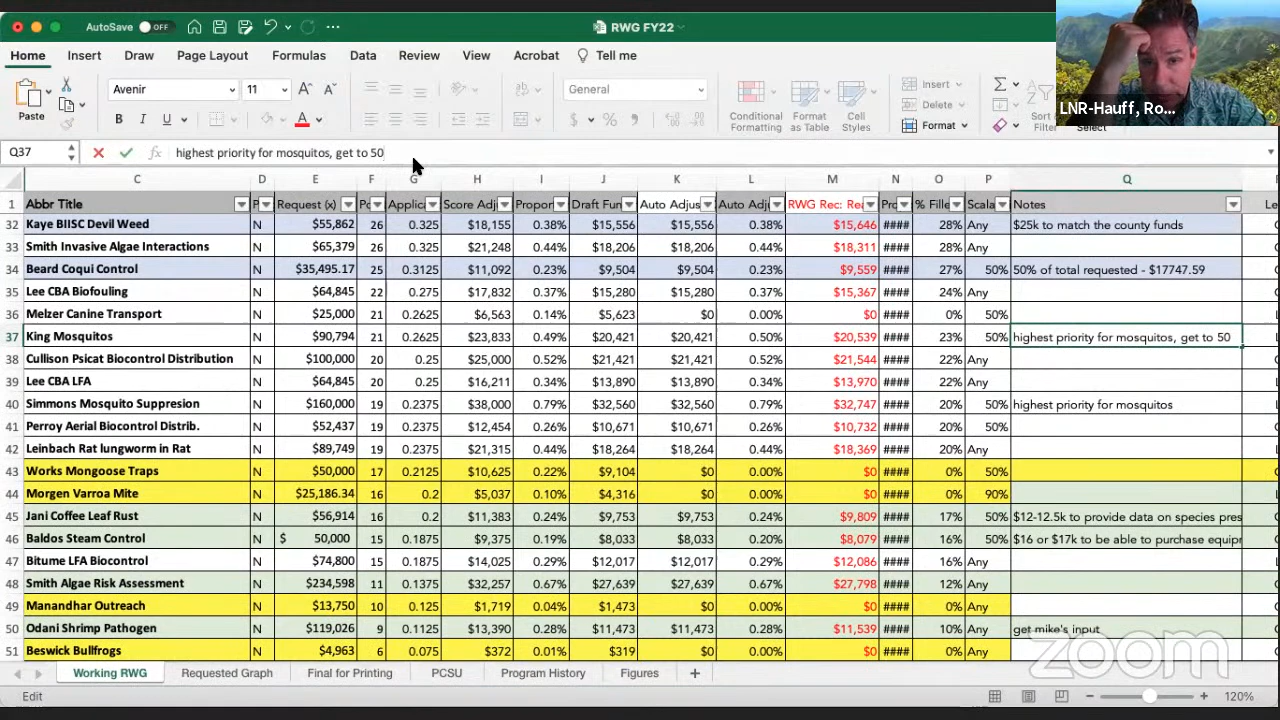 AutoSave OFF ... RWG FY22
Home Insert Draw Page Layout Formulas Data Review View Acrobat Tell me
Paste Avenir 11 A A General Conditional Formatting Format as Table Cell Styles Insert Delete Format Select
B I U A $ % 9
LNR-Hauff, Ro...
Q37 fx highest priority for mosquitos, get to 50
C D E F G H I J K L M N O P Q
1 Abbr Title P Request (x) Po Applica Score Adj Propor Draft Fun Auto Adjus Auto Adj RWG Rec: Rea Pro % Fille Scala Notes
32 Kaye BIISC Devil Weed N $55,862 26 0.325 $18,155 0.38% $15,556 $15,556 0.38% $15,646 #### 28% Any $25k to match the county funds
33 Smith Invasive Algae Interactions N $65,379 26 0.325 $21,248 0.44% $18,206 $18,206 0.44% $18,311 #### 28% Any
34 Beard Coqui Control N $35,495.17 25 0.3125 $11,092 0.23% $9,504 $9,504 0.23% $9,559 #### 27% 50% 50% of total requested - $17747.59
35 Lee CBA Biofouling N $64,845 22 0.275 $17,832 0.37% $15,280 $15,280 0.37% $15,367 #### 24% Any
36 Melzer Canine Transport N $25,000 21 0.2625 $6,563 0.14% $5,623 $0 0.00% $0 #### 0% 50%
37 King Mosquitos N $90,794 21 0.2625 $23,833 0.49% $20,421 $20,421 0.50% $20,539 #### 23% 50% highest priority for mosquitos, get to 50
38 Cullison Psicat Biocontrol Distribution N $100,000 20 0.25 $25,000 0.52% $21,421 $21,421 0.52% $21,544 #### 22% Any
39 Lee CBA LFA N $64,845 20 0.25 $16,211 0.34% $13,890 $13,890 0.34% $13,970 #### 22% Any
40 Simmons Mosquito Suppresion N $160,000 19 0.2375 $38,000 0.79% $32,560 $32,560 0.79% $32,747 #### 20% 50% highest priority for mosquitos
41 Perroy Aerial Biocontrol Distrib. N $52,437 19 0.2375 $12,454 0.26% $10,671 $10,671 0.26% $10,732 #### 20% 50%
42 Leinbach Rat lungworm in Rat N $89,749 19 0.2375 $21,315 0.44% $18,264 $18,264 0.44% $18,369 #### 20% Any
43 Works Mongoose Traps N $50,000 17 0.2125 $10,625 0.22% $9,104 $0 0.00% $0 #### 0% 50%
44 Morgen Varroa Mite N $25,186.34 16 0.2 $5,037 0.10% $4,316 $0 0.00% $0 #### 0% 90%
45 Jani Coffee Leaf Rust N $56,914 16 0.2 $11,383 0.24% $9,753 $9,753 0.24% $9,809 #### 17% 50% $12-12.5k to provide data on species pres
46 Baldos Steam Control N $ 50,000 15 0.1875 $9,375 0.19% $8,033 $8,033 0.20% $8,079 #### 16% 50% $16 or $17k to be able to purchase equipr
47 Bitume LFA Biocontrol N $74,800 15 0.1875 $14,025 0.29% $12,017 $12,017 0.29% $12,086 #### 16% Any
48 Smith Algae Risk Assessment N $234,598 11 0.1375 $32,257 0.67% $27,639 $27,639 0.67% $27,798 #### 12% Any
49 Manandhar Outreach N $13,750 10 0.125 $1,719 0.04% $1,473 $0 0.00% $0 #### 0% Any
50 Odani Shrimp Pathogen N $119,026 9 0.1125 $13,390 0.28% $11,473 $11,473 0.28% $11,539 #### 10% Any get mike's input
51 Beswick Bullfrogs N $4,963 6 0.075 $372 0.01% $319 $0 0.00% $0 #### 0% Any
Working RWG Requested Graph Final for Printing PCSU Program History Figures +
zoom
Edit 120%